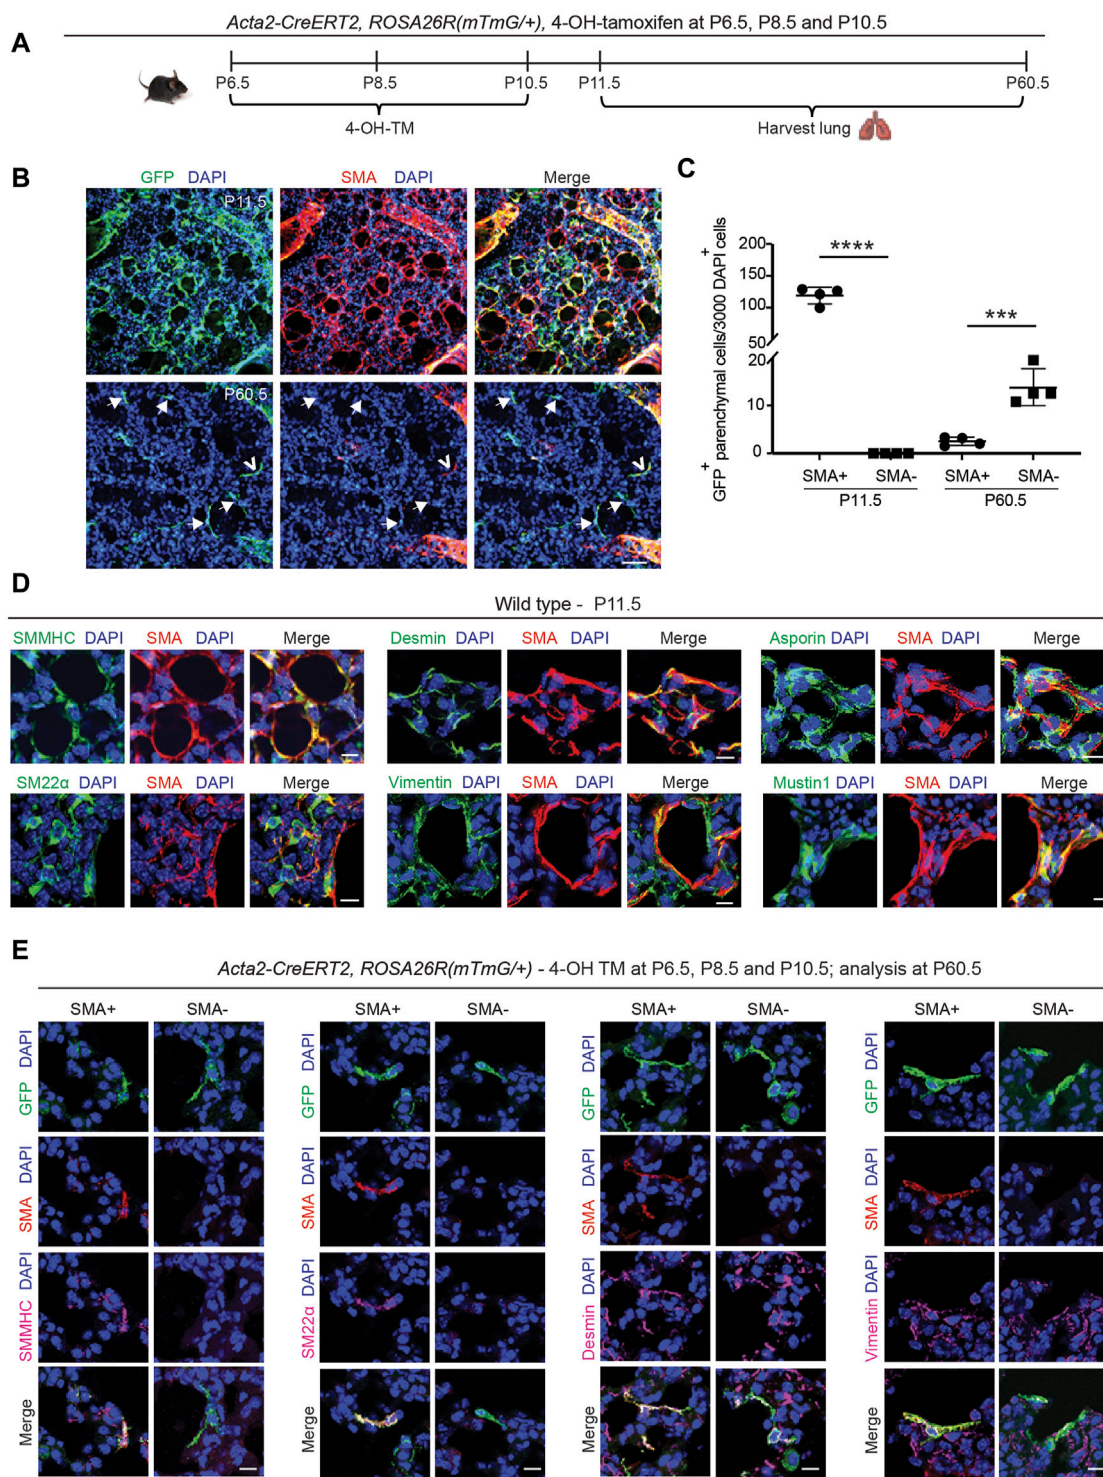 Acta2-CreERT2, ROSA26R(mTmG/+), 4-OH-tamoxifen at P6.5, P8.5 and P10.5
A
P6.5 P8.5 P10.5 P11.5 P60.5
4-OH-TM Harvest lung
B
GFP DAPI SMA DAPI Merge
P11.5
P60.5
C
GFP+ parenchymal cells/3000 DAPI+ cells
200
150
100
50
20
10
0
**** ***
SMA+ SMA- SMA+ SMA-
P11.5 P60.5
D
Wild type - P11.5
SMMHC DAPI SMA DAPI Merge Desmin DAPI SMA DAPI Merge Asporin DAPI SMA DAPI Merge
SM22α DAPI SMA DAPI Merge Vimentin DAPI SMA DAPI Merge Mustin1 DAPI SMA DAPI Merge
E
Acta2-CreERT2, ROSA26R(mTmG/+) - 4-OH TM at P6.5, P8.5 and P10.5; analysis at P60.5
SMA+ SMA- SMA+ SMA- SMA+ SMA- SMA+ SMA-
GFP DAPI GFP DAPI GFP DAPI GFP DAPI
SMA DAPI SMA DAPI SMA DAPI SMA DAPI
SMMHC DAPI SM22α DAPI Desmin DAPI Vimentin DAPI
Merge Merge Merge Merge